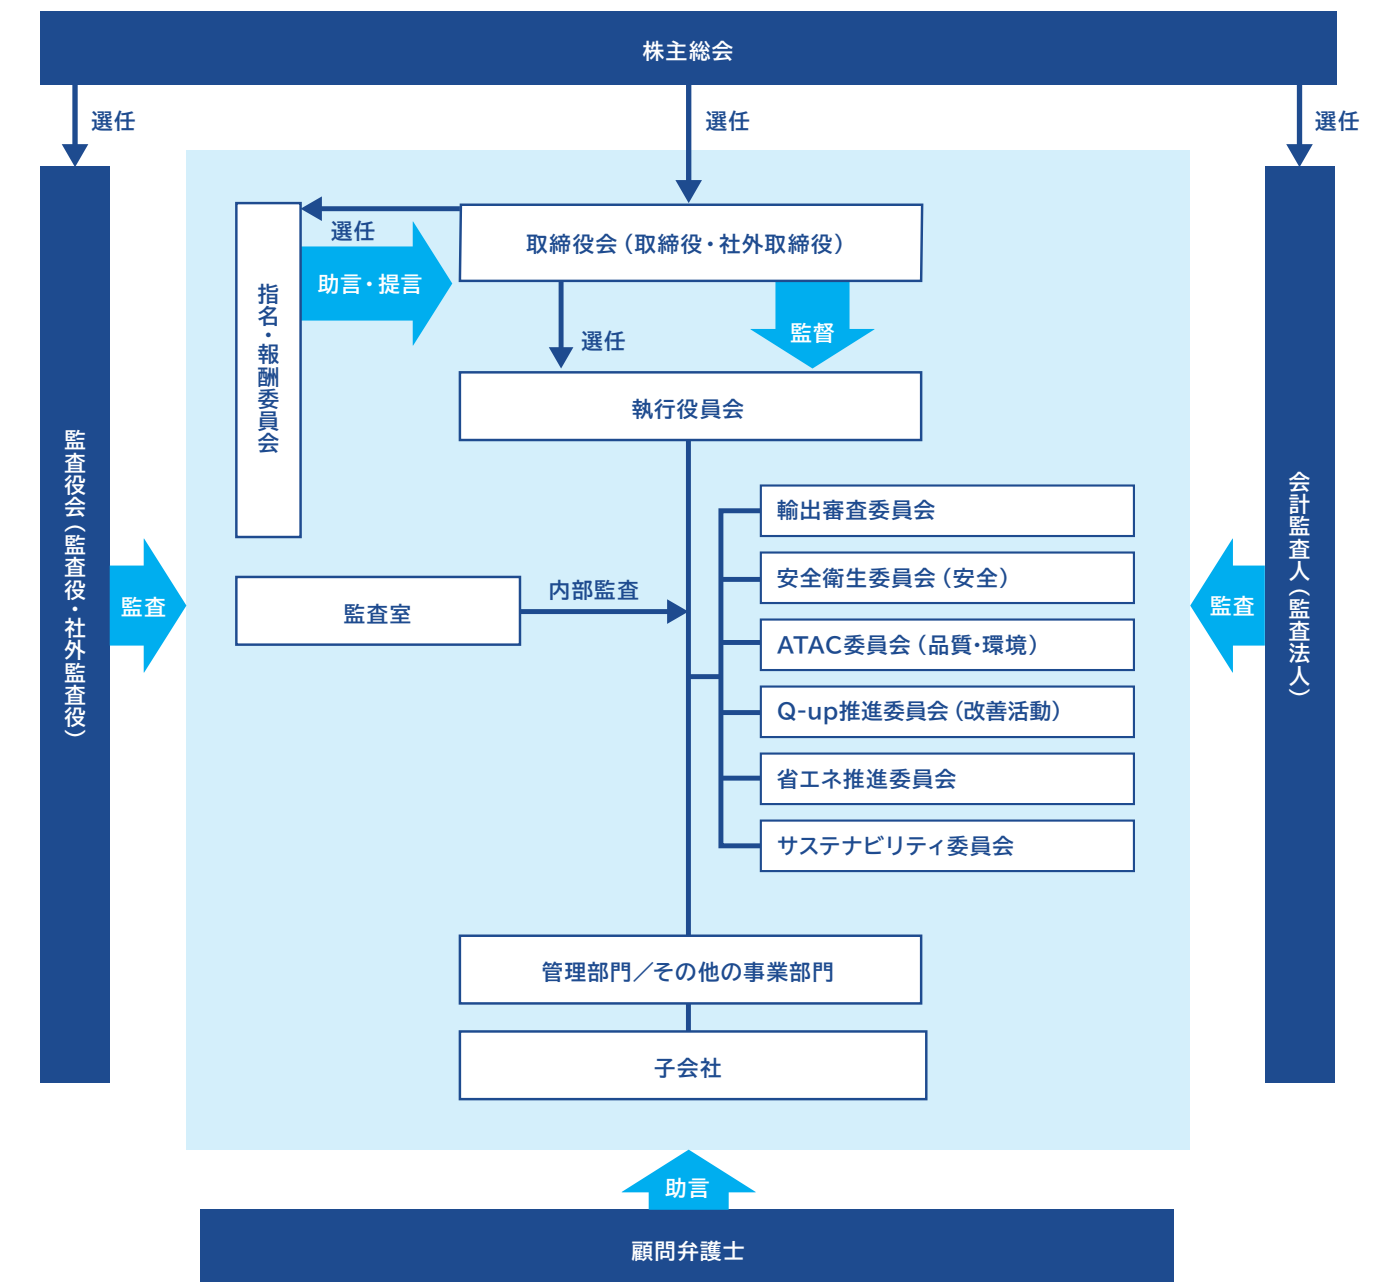 株主総会
選任
選任
選任
取締役会（取締役・社外取締役）
選任
助言・提言
指名・報酬委員会
選任
監督
執行役員会
監査役会（監査役・社外監査役）
監査
会計監査人（監査法人）
監査
輸出審査委員会
安全衛生委員会（安全）
ATAC委員会（品質・環境）
Q-up推進委員会（改善活動）
省エネ推進委員会
サステナビリティ委員会
監査室
内部監査
管理部門／その他の事業部門
子会社
助言
顧問弁護士